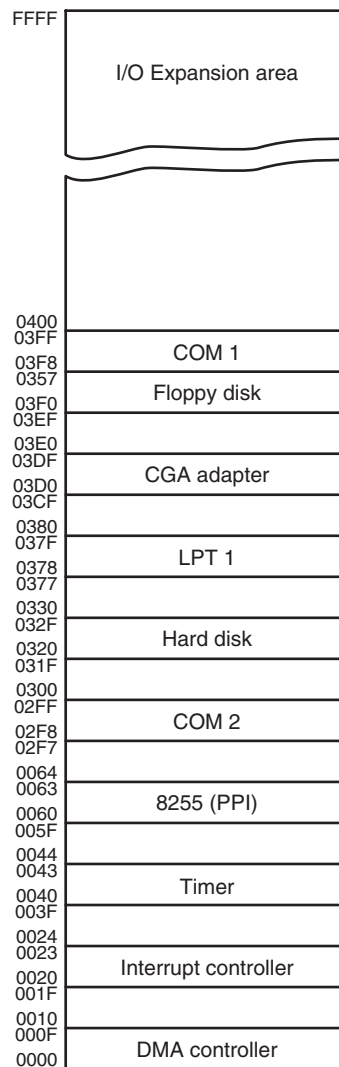 FFFF
I/O Expansion area
0400
03FF
COM 1
03F8
0357
Floppy disk
03F0
03EF
03E0
03DF
CGA adapter
03D0
03CF
0380
037F
LPT 1
0378
0377
0330
032F
Hard disk
0320
031F
0300
02FF
COM 2
02F8
02F7
0064
0063
8255 (PPI)
0060
005F
0044
0043
Timer
0040
003F
0024
0023
Interrupt controller
0020
001F
0010
000F
DMA controller
0000